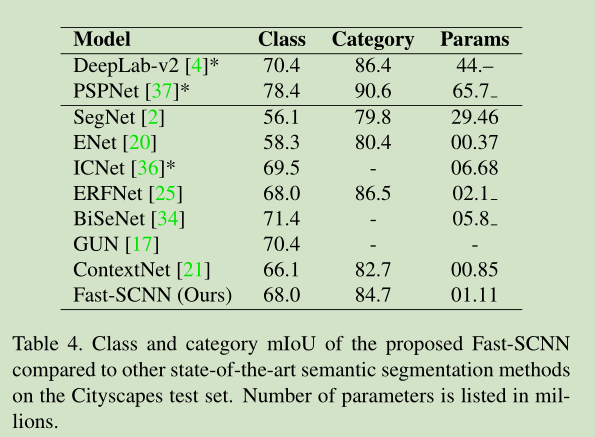 Model Class Category Params
DeepLab-v2 [4]* 70.4 86.4 44.–
PSPNet [37]* 78.4 90.6 65.7_
SegNet [2] 56.1 79.8 29.46
ENet [20] 58.3 80.4 00.37
ICNet [36]* 69.5 - 06.68
ERFNet [25] 68.0 86.5 02.1_
BiSeNet [34] 71.4 - 05.8_
GUN [17] 70.4 - -
ContextNet [21] 66.1 82.7 00.85
Fast-SCNN (Ours) 68.0 84.7 01.11
Table 4. Class and category mIoU of the proposed Fast-SCNN
compared to other state-of-the-art semantic segmentation methods
on the Cityscapes test set. Number of parameters is listed in mil-
lions.